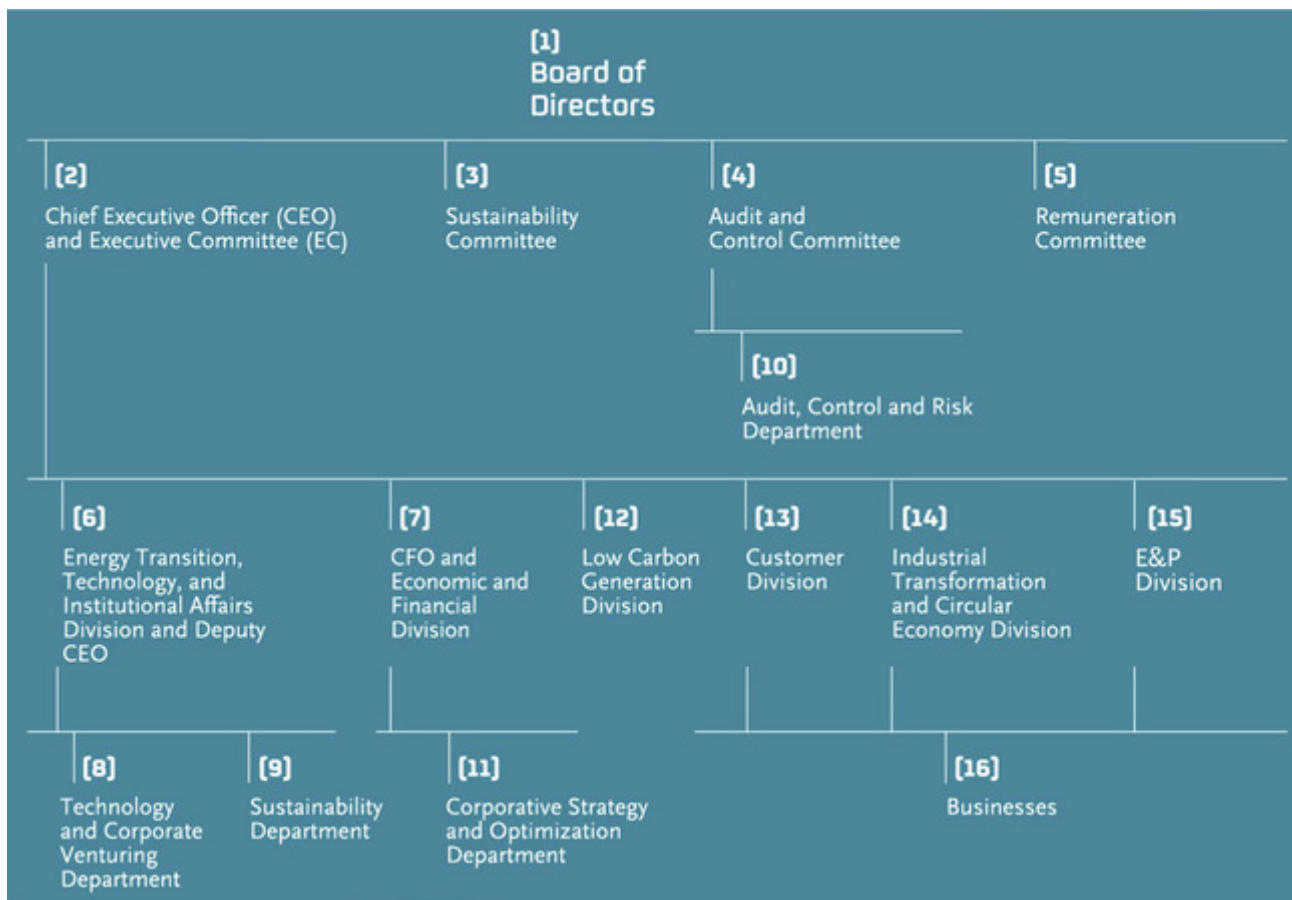 [1]
Board of
Directors
[2]
Chief Executive Officer (CEO)
and Executive Committee (EC)
[3]
Sustainability
Committee
[4]
Audit and
Control Committee
[5]
Remuneration
Committee
[10]
Audit, Control and Risk
Department
[6]
Energy Transition,
Technology, and
Institutional Affairs
Division and Deputy
CEO
[7]
CFO and
Economic and
Financial
Division
[12]
Low Carbon
Generation
Division
[13]
Customer
Division
[14]
Industrial
Transformation
and Circular
Economy Division
[15]
E&P
Division
[8]
Technology
and Corporate
Venturing
Department
[9]
Sustainability
Department
[11]
Corporative Strategy
and Optimization
Department
[16]
Businesses